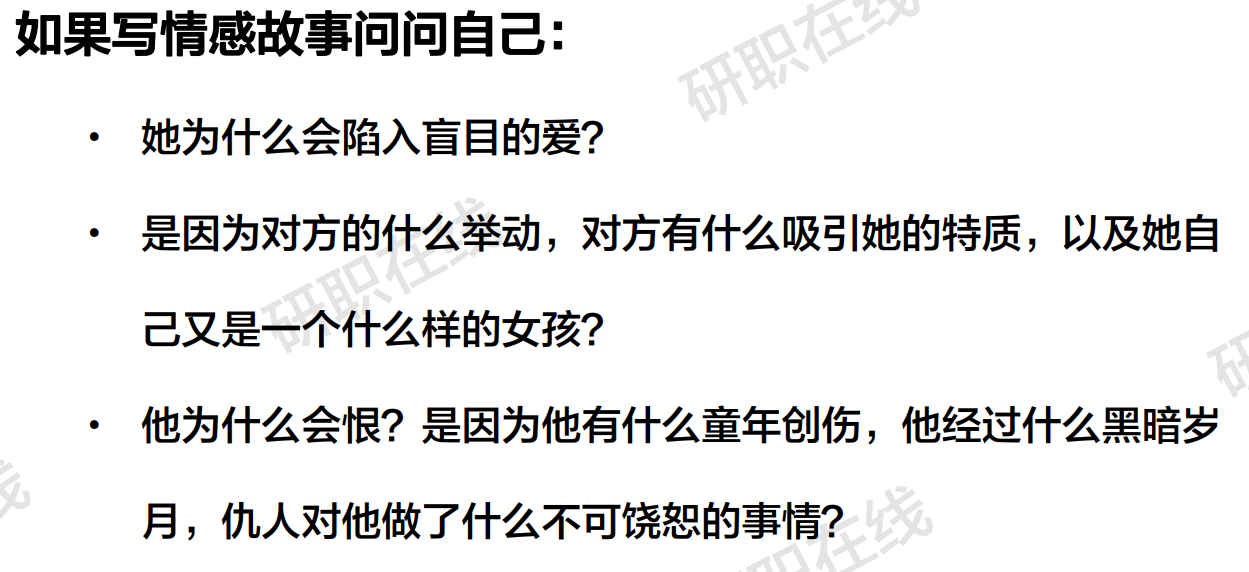 如果写情感故事问问自己：
• 她为什么会陷入盲目的爱?
• 是因为对方的什么举动，对方有什么吸引她的特质，以及她自
己又是一个什么样的女孩?
• 他为什么会恨？是因为他有什么童年创伤，他经过什么黑暗岁
月，仇人对他做了什么不可饶恕的事情?
研职在线
研职在线
研
线
职在线